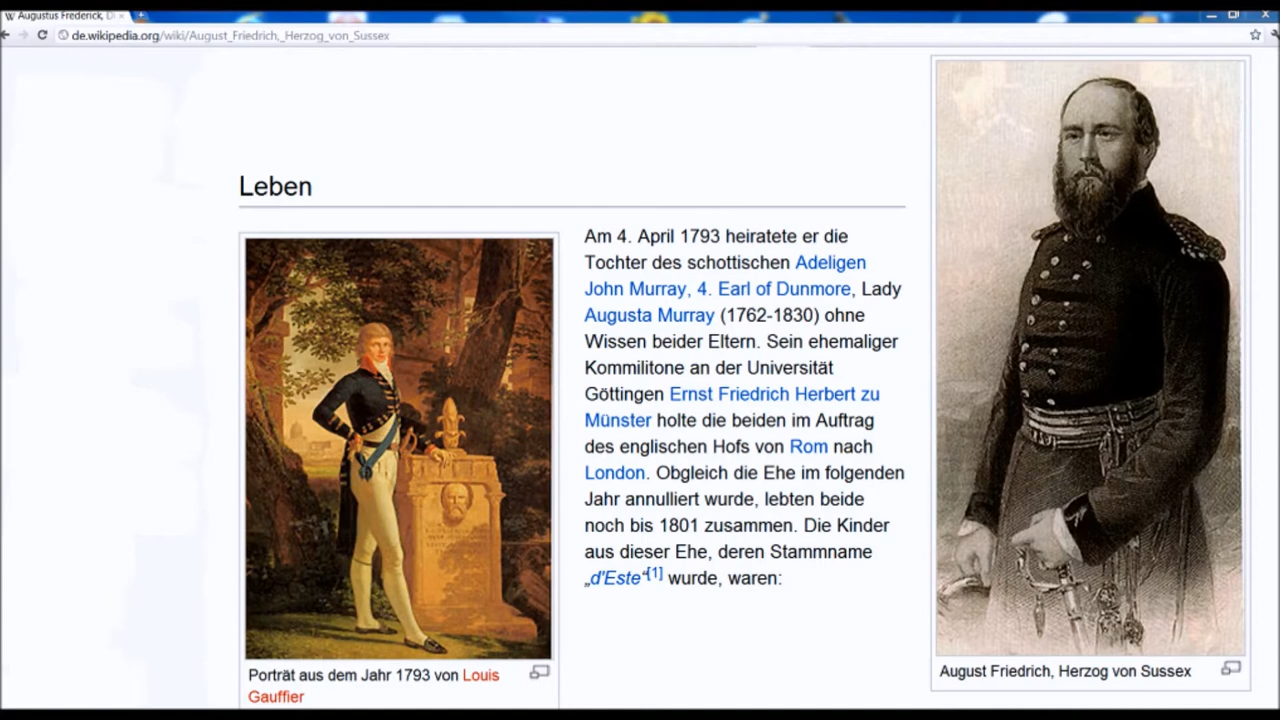 Augustus Frederick, D
de.wikipedia.org/wiki/August_Friedrich,_Herzog_von_Sussex
Leben
Am 4. April 1793 heiratete er die
Tochter des schottischen Adeligen
John Murray, 4. Earl of Dunmore, Lady
Augusta Murray (1762-1830) ohne
Wissen beider Eltern. Sein ehemaliger
Kommilitone an der Universität
Göttingen Ernst Friedrich Herbert zu
Münster holte die beiden im Auftrag
des englischen Hofs von Rom nach
London. Obgleich die Ehe im folgenden
Jahr annulliert wurde, lebten beide
noch bis 1801 zusammen. Die Kinder
aus dieser Ehe, deren Stammname
„d'Este“[1] wurde, waren:
Porträt aus dem Jahr 1793 von Louis
Gauffier
August Friedrich, Herzog von Sussex